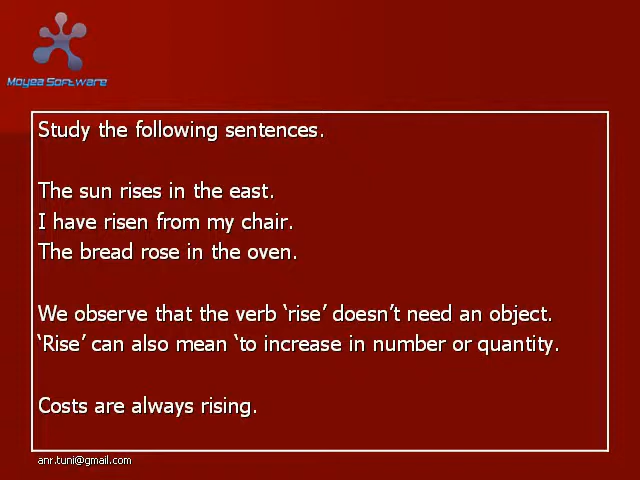 Moyea Software
Study the following sentences.
The sun rises in the east.
I have risen from my chair.
The bread rose in the oven.
We observe that the verb ‘rise’ doesn’t need an object.
‘Rise’ can also mean ‘to increase in number or quantity.
Costs are always rising.
anr.tuni@gmail.com